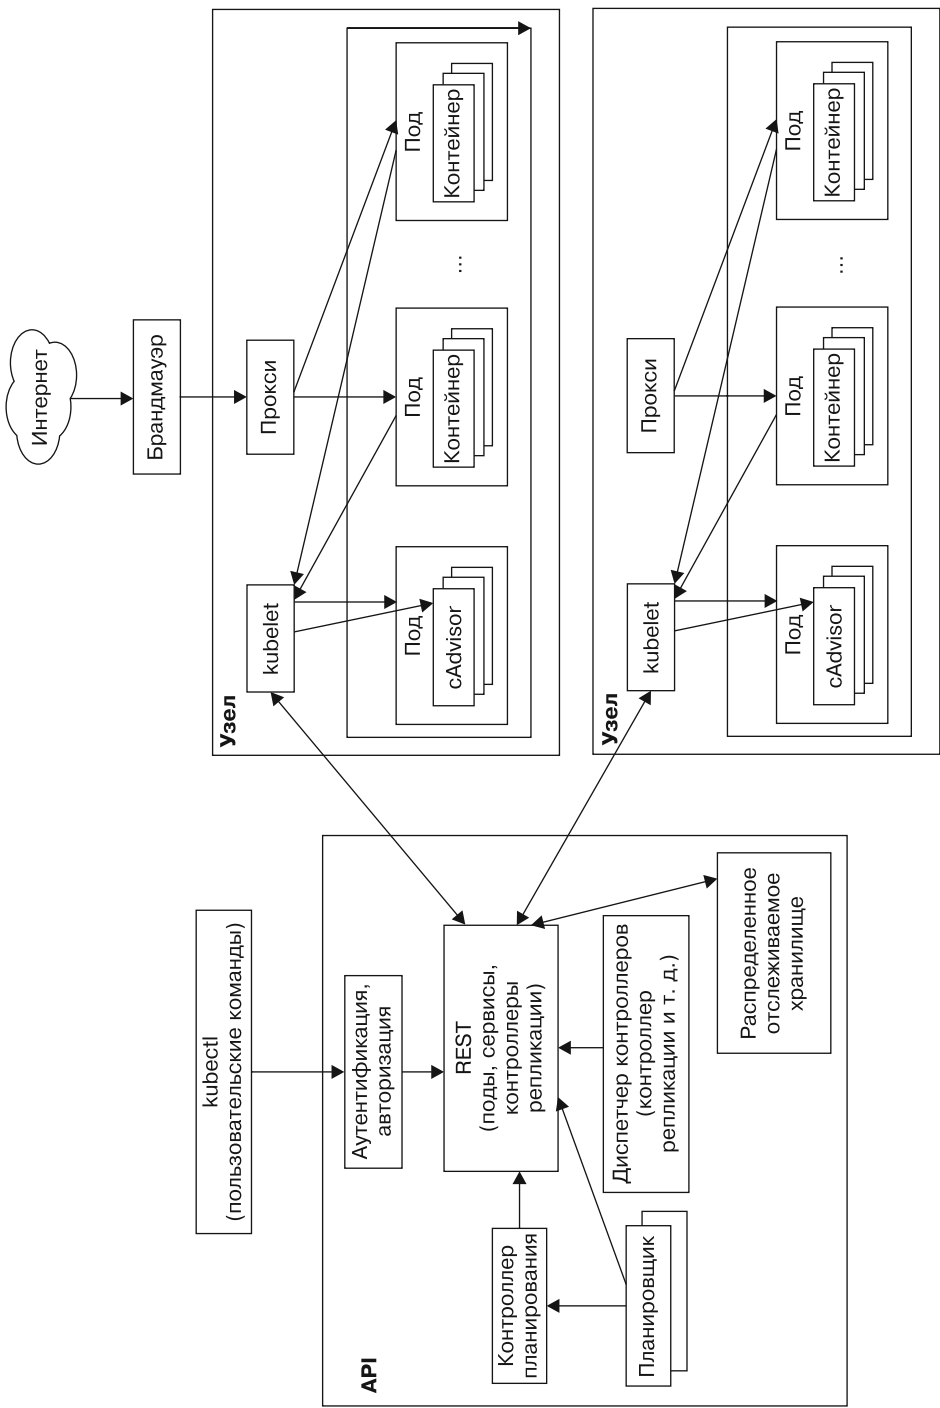 kubectl
(пользовательские команды)
API
Аутентификация,
авторизация
REST
(поды, сервисы,
контроллеры
репликации)
Контроллер
планирования
Планировщик
Диспетчер контроллеров
(контроллер
репликации и т. д.)
Распределенное
отслеживаемое
хранилище
Интернет
Брандмауэр
Узел
kubelet
Прокси
Под
cAdvisor
Под
Контейнер
...
Под
Контейнер
Узел
kubelet
Прокси
Под
cAdvisor
Под
Контейнер
...
Под
Контейнер